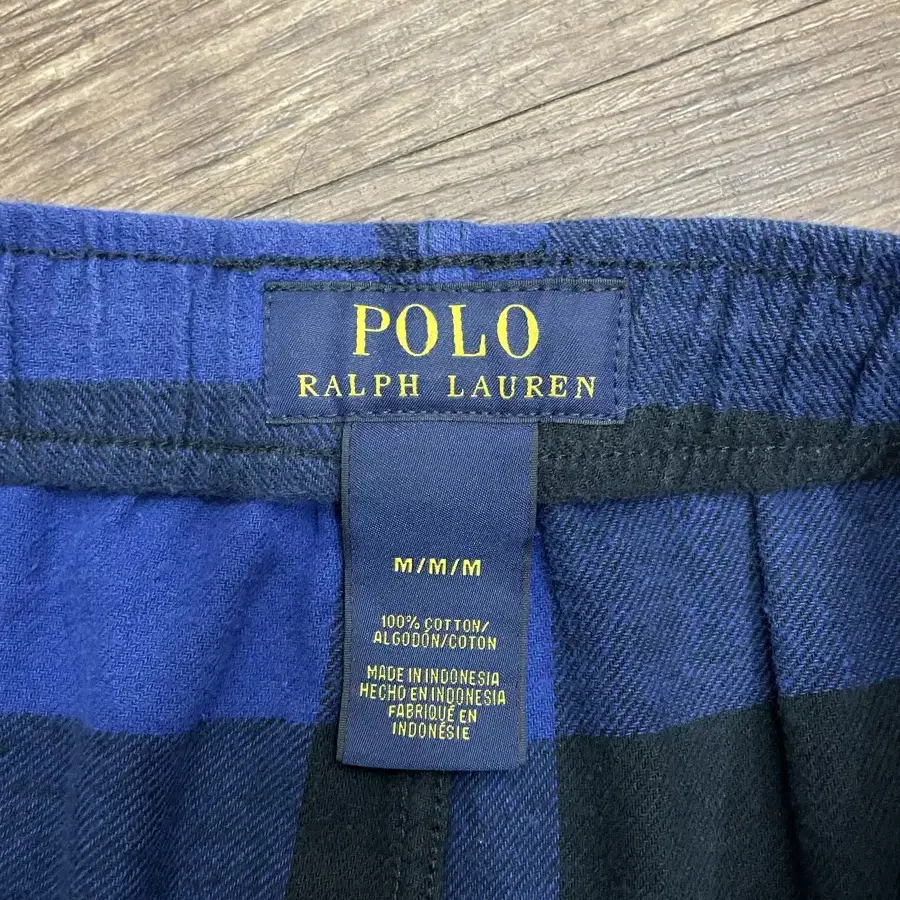 POLO
RALPH LAUREN
M/M/M
100% COTTON/
ALGODÓN/COTON
MADE IN INDONESIA
HECHO EN INDONESIA
FABRIQUÉ EN
INDONÉSIE